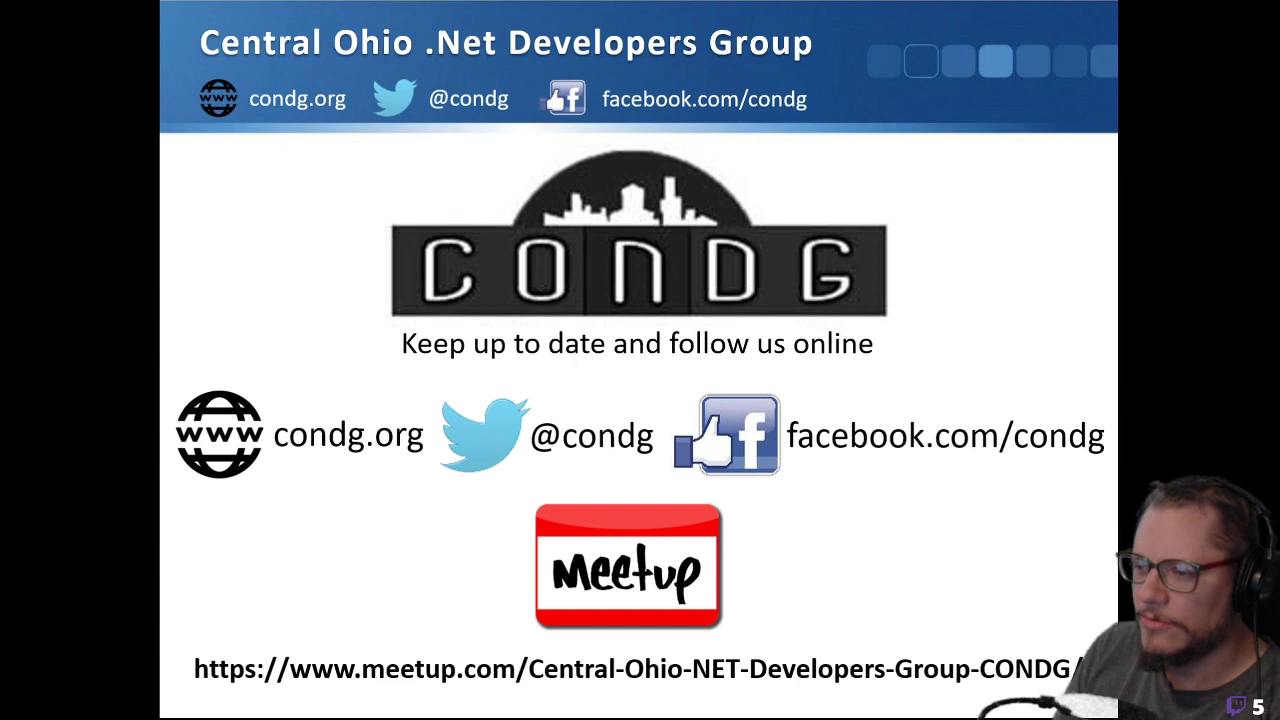 Central Ohio .Net Developers Group
www condg.org @condg f facebook.com/condg
CONDG
Keep up to date and follow us online
www condg.org @condg f facebook.com/condg
Meetup
https://www.meetup.com/Central-Ohio-NET-Developers-Group-CONDG/
5